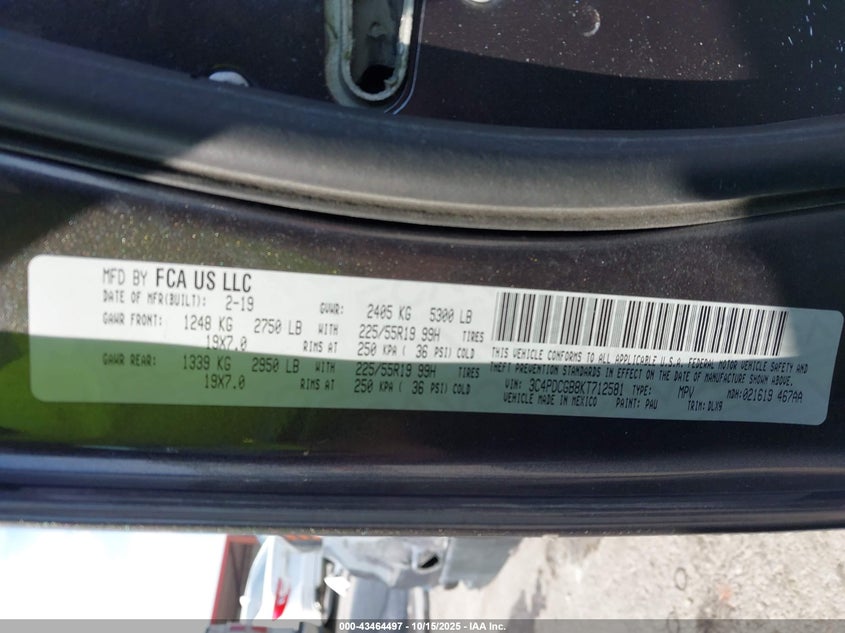 MFD BY FCA US LLC
DATE OF MFR(BUILT): 2-19 GVWR: 2405 KG 5300 LB
GAWR FRONT: 1248 KG 2750 LB WITH 225/55R19 99H TIRES
19X7.0 RIMS AT 250 KPA ( 36 PSI) COLD
GAWR REAR: 1339 KG 2950 LB WITH 225/55R19 99H TIRES
19X7.0 RIMS AT 250 KPA ( 36 PSI) COLD
THIS VEHICLE CONFORMS TO ALL APPLICABLE U.S.A. FEDERAL MOTOR VEHICLE SAFETY AND
THEFT PREVENTION STANDARDS IN EFFECT ON THE DATE OF MANUFACTURE SHOWN ABOVE.
VIN: 3C4PDCGB8KT712581 TYPE: MPV MDH:021619 467AA
VEHICLE MADE IN MEXICO PAINT: PAU TRIM: DLX9
000-43464497 - 10/15/2025 - IAA Inc.